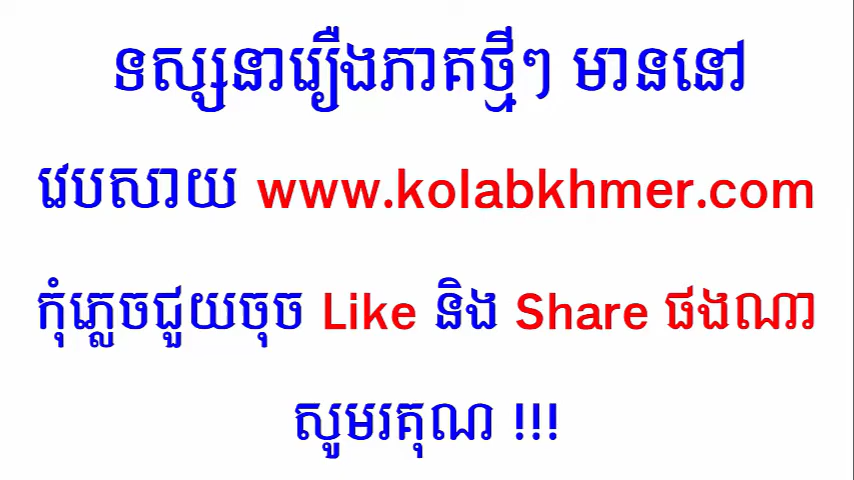 ទស្សនារឿងភាគថ្មីៗ មាននៅ
វេបសាយ www.kolabkhmer.com
កុំភ្លេចជួយចុច Like និង Share ផងណា
សូមរគុណ !!!